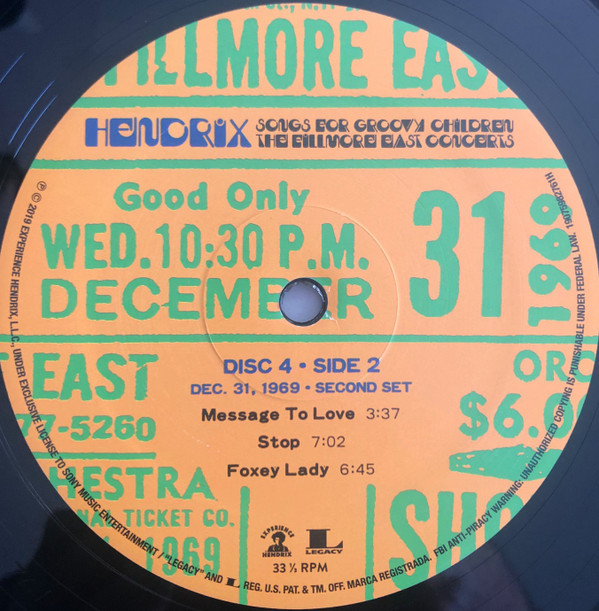 FILLMORE EAST
HENDRIX SONGS FOR GROOVY CHILDREN
THE FILLMORE EAST CONCERTS
Good Only
WED. 10:30 P.M.
DECEMBER 31
1969
DISC 4 • SIDE 2
DEC. 31, 1969 • SECOND SET
Message To Love 3:37
Stop 7:02
Foxey Lady 6:45
EAST
77-5260
ORC
$6.0
HESTRA
NAL TICKET CO.
1969
SHO
EXPERIENCE
HENDRIX
L
LEGACY
33 ⅓ RPM
℗ © 2019 EXPERIENCE HENDRIX, L.L.C., UNDER EXCLUSIVE LICENSE TO SONY MUSIC ENTERTAINMENT / "LEGACY" AND L REG. U.S. PAT. & TM. OFF. MARCA REGISTRADA. FBI ANTI-PIRACY WARNING: UNAUTHORIZED COPYING IS PUNISHABLE UNDER FEDERAL LAW. 19075982761H